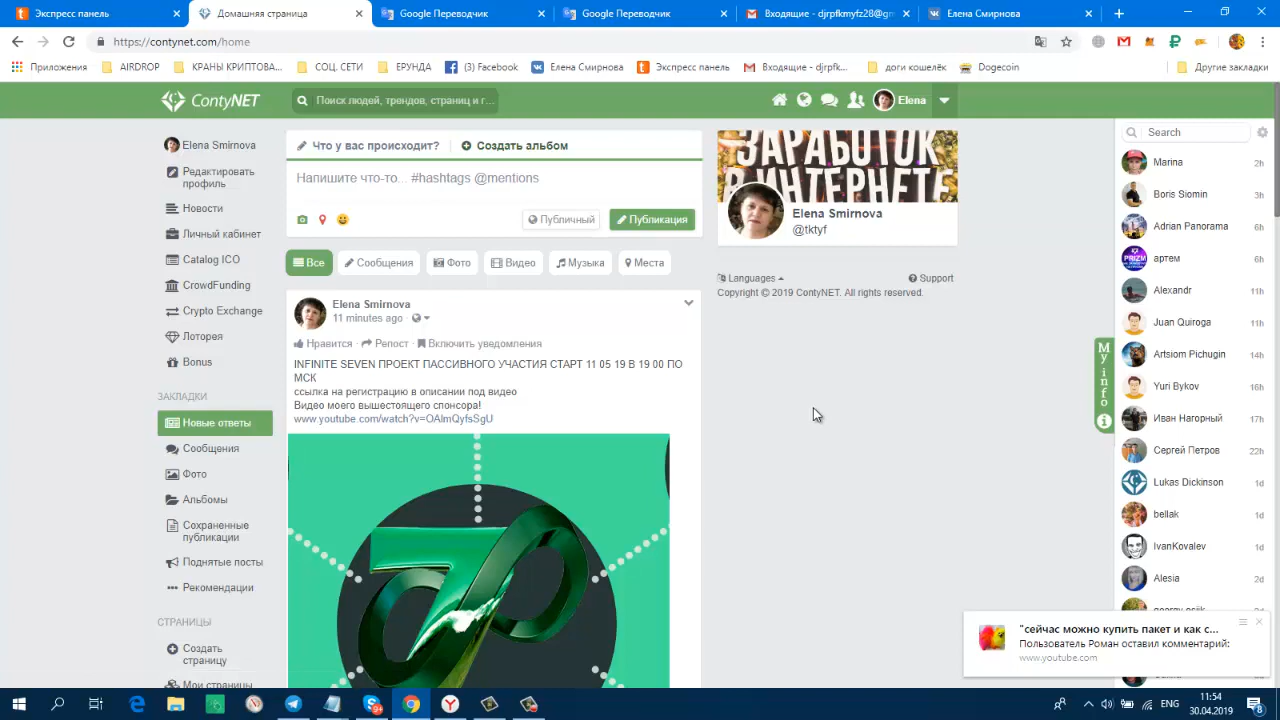 Экспресс панель
Домашняя страница
Google Переводчик
Google Переводчик
Входящие - djrpfkmyfz28@gm
Елена Смирнова
https://contynet.com/home
Приложения
AIRDROP
КРАНЫ КРИПТОВА...
СОЦ. СЕТИ
ЕРУНДА
(3) Facebook
Елена Смирнова
Экспресс панель
Входящие - djrpfk...
доги кошелёк
Dogecoin
Другие закладки
ContyNET
Поиск людей, трендов, страниц и г...
Elena
Elena Smirnova
Редактировать
профиль
Новости
Личный кабинет
Catalog ICO
CrowdFunding
Crypto Exchange
Лоторея
Bonus
ЗАКЛАДКИ
Новые ответы
Сообщения
Фото
Альбомы
Сохраненные
публикации
Поднятые посты
Рекомендации
СТРАНИЦЫ
Создать
страницу
Мои страницы
Что у вас происходит?
Создать альбом
Напишите что-то... #hashtags @mentions
Публичный
Публикация
Все
Сообщения
Фото
Видео
Музыка
Места
Elena Smirnova
11 minutes ago
Нравится · Репост · Включить уведомления
INFINITE SEVEN ПРОЕКТ ПАССИВНОГО УЧАСТИЯ СТАРТ 11 05 19 В 19 00 ПО
МСК
ссылка на регистрацию в описании под видео
Видео моего вышестоящего спонсора!
www.youtube.com/watch?v=OAlmQyfsSgU
ЗАРАБОТОК
В ИНТЕРНЕТЕ
Elena Smirnova
@tktyf
Languages
Support
Copyright © 2019 ContyNET. All rights reserved.
My info
Search
Marina 2h
Boris Siomin 3h
Adrian Panorama 6h
PRIZM
артем 6h
Alexandr 11h
Juan Quiroga 11h
Artsiom Pichugin 14h
Yuri Bykov 16h
Иван Нагорный 17h
Сергей Петров 22h
Lukas Dickinson 1d
bellak 1d
IvanKovalev 1d
Alesia 2d
"сейчас можно купить пакет и как с...
Пользователь Роман оставил комментарий:
www.youtube.com
ENG
11:54
30.04.2019